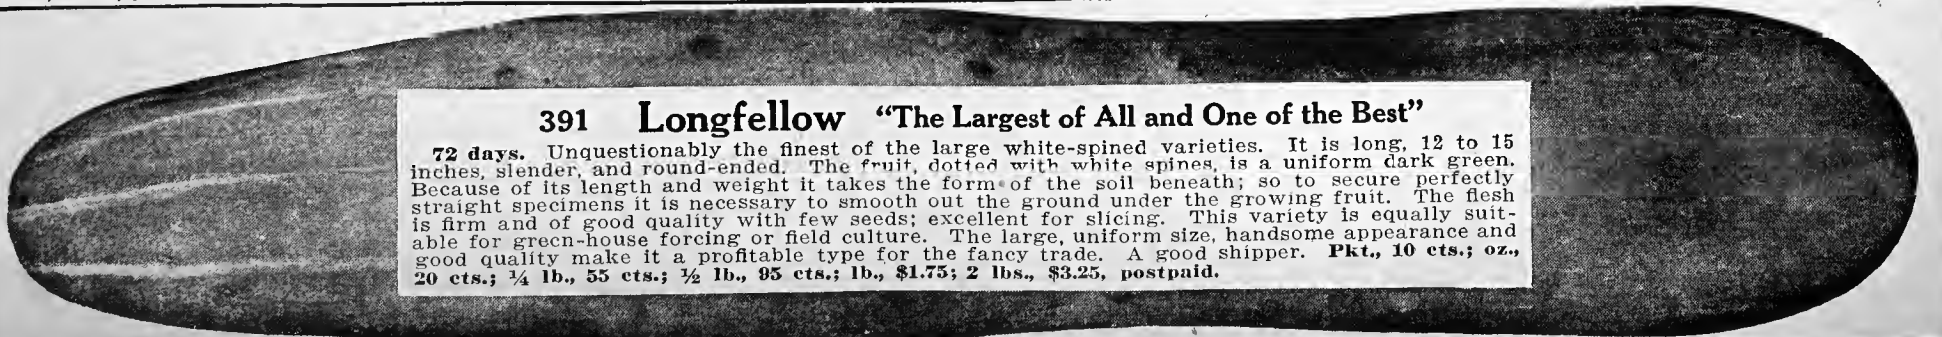 391 Longfellow “The Largest of All and One of the Best”
72 days. Unquestionably the finest of the large white-spined varieties. It is long, 12 to 15
inches, slender, and round-ended. The fruit, dotted with white spines, is a uniform dark green.
Because of its length and weight it takes the form of the soil beneath; so to secure perfectly
straight specimens it is necessary to smooth out the ground under the growing fruit. The flesh
is firm and of good quality with few seeds; excellent for slicing. This variety is equally suit-
able for green-house forcing or field culture. The large, uniform size, handsome appearance and
good quality make it a profitable type for the fancy trade. A good shipper. Pkt., 10 cts.; oz.,
20 cts.; ¼ lb., 55 cts.; ½ lb., 95 cts.; lb., $1.75; 2 lbs., $3.25, postpaid.